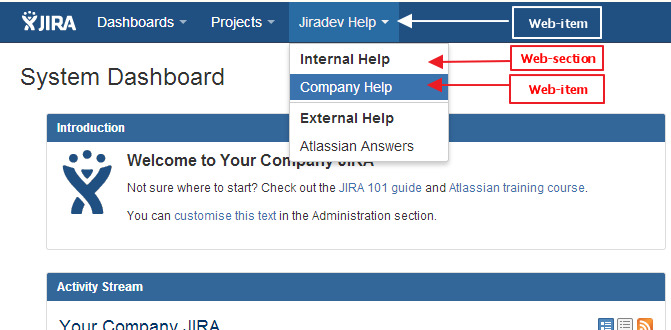 JIRA Dashboards Projects Jiradev Help Web-item
Internal Help Web-section
System Dashboard
Company Help Web-item
External Help
Introduction
Atlassian Answers
Welcome to Your Company JIRA
Not sure where to start? Check out the JIRA 101 guide and Atlassian training course.
You can customise this text in the Administration section.
Activity Stream
Your Company JIRA